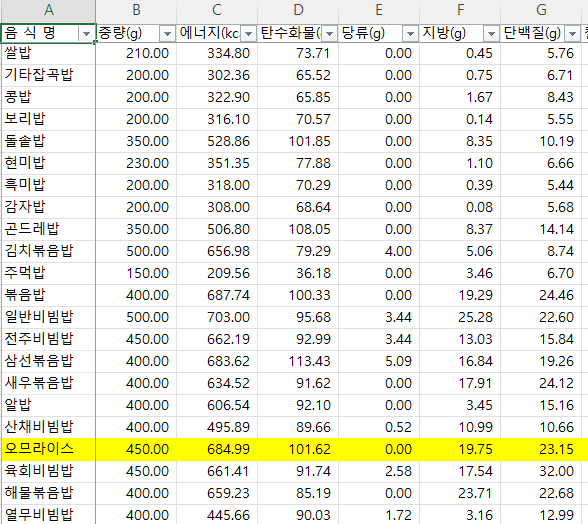 A B C D E F G
음 식 명 중량(g) 에너지(kc 탄수화물( 당류(g) 지방(g) 단백질(g)
쌀밥 210.00 334.80 73.71 0.00 0.45 5.76
기타잡곡밥 200.00 302.36 65.52 0.00 0.75 6.71
콩밥 200.00 322.90 65.85 0.00 1.67 8.43
보리밥 200.00 316.10 70.57 0.00 0.14 5.55
돌솥밥 350.00 528.86 101.85 0.00 8.35 10.19
현미밥 230.00 351.35 77.88 0.00 1.10 6.66
흑미밥 200.00 318.00 70.29 0.00 0.39 5.44
감자밥 200.00 308.00 68.64 0.00 0.08 5.68
곤드레밥 350.00 506.80 108.05 0.00 8.37 14.14
김치볶음밥 500.00 656.98 79.29 4.00 5.06 8.74
주먹밥 150.00 209.56 36.18 0.00 3.46 6.70
볶음밥 400.00 687.74 100.33 0.00 19.29 24.46
일반비빔밥 500.00 703.00 95.68 3.44 25.28 22.60
전주비빔밥 450.00 662.19 92.99 3.44 13.03 15.84
삼선볶음밥 400.00 683.62 113.43 5.09 16.84 19.26
새우볶음밥 400.00 634.52 91.62 0.00 17.91 24.12
알밥 400.00 606.54 92.10 0.00 3.45 15.16
산채비빔밥 400.00 495.89 89.66 0.52 10.99 10.66
오므라이스 450.00 684.99 101.62 0.00 19.75 23.15
육회비빔밥 450.00 661.41 91.74 2.58 17.54 32.00
해물볶음밥 400.00 659.23 85.19 0.00 23.71 22.68
열무비빔밥 400.00 445.66 90.03 1.72 3.16 12.99